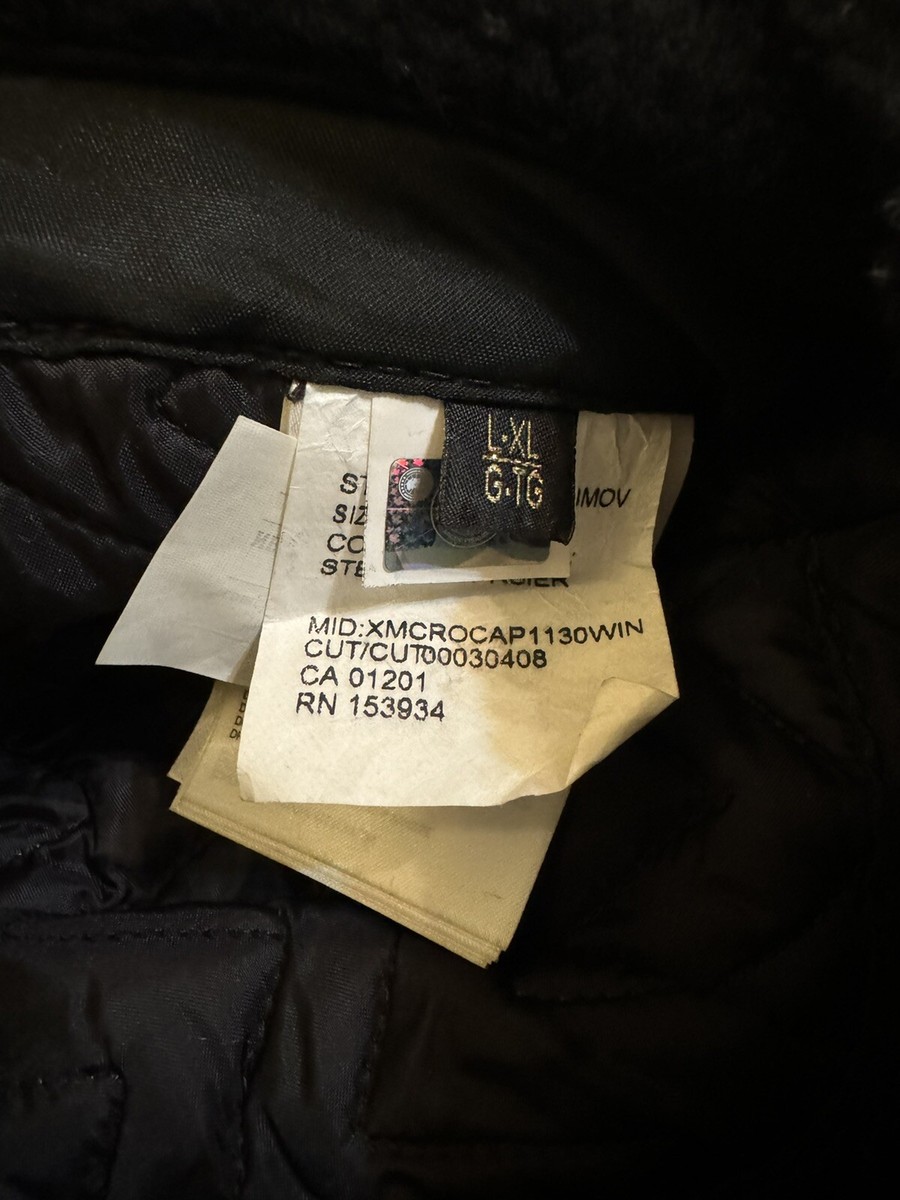 L·XL
G·TG
ST
IMOV
SIZ
CO
STE
MID:XMCROCAP1130WIN
CUT/CUT00030408
CA 01201
RN 153934